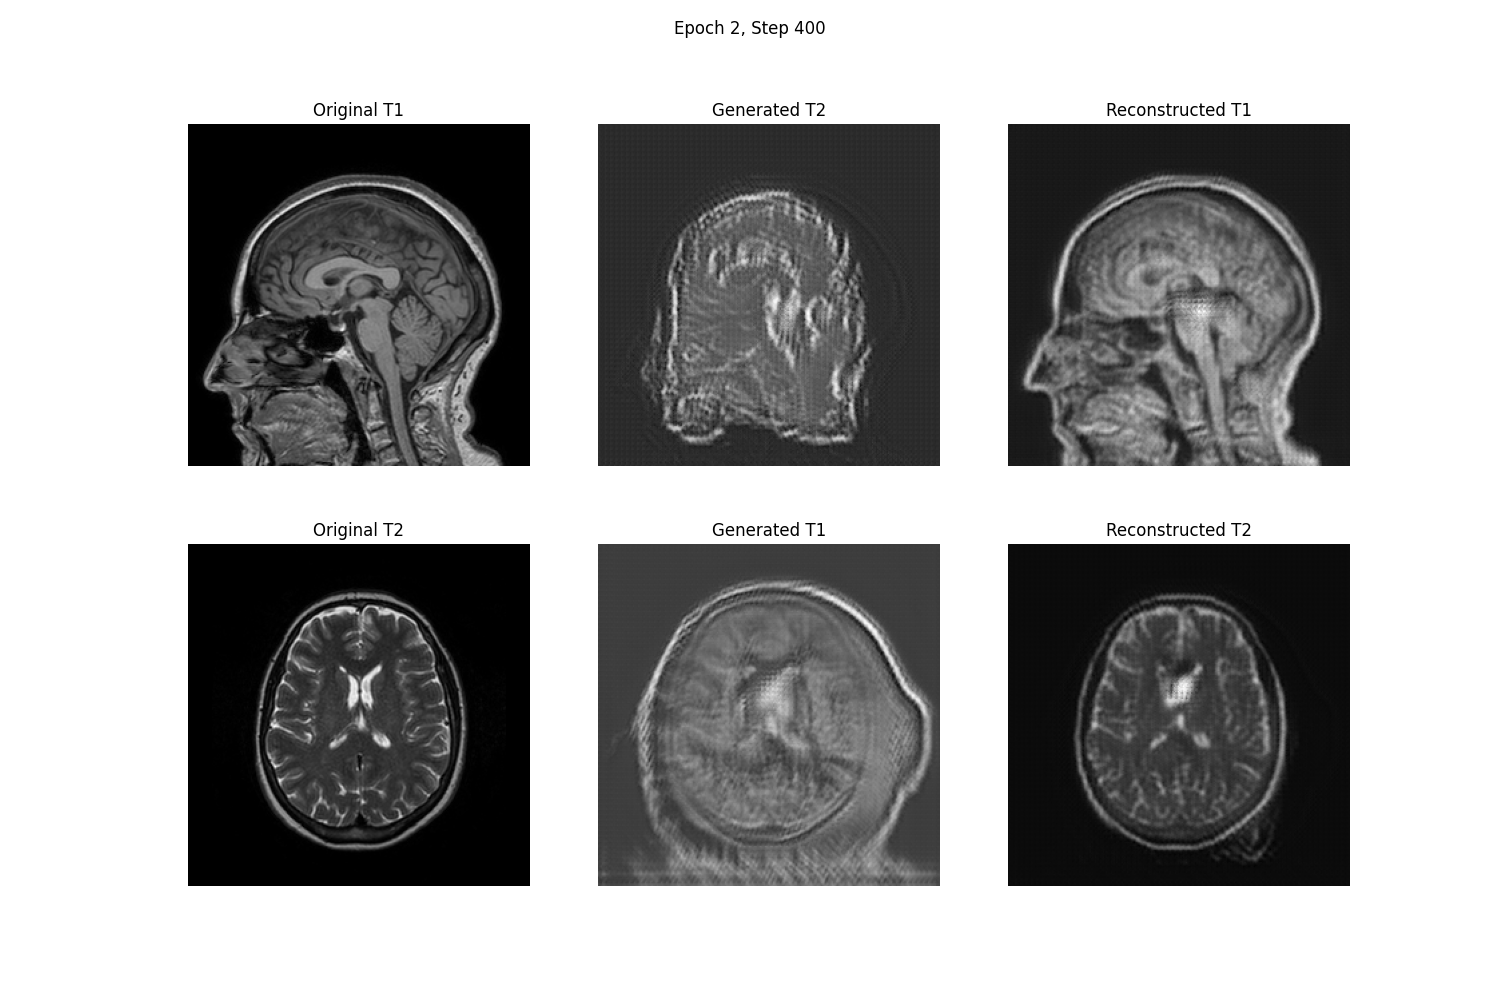 Epoch 2, Step 400
Original T1
Generated T2
Reconstructed T1
Original T2
Generated T1
Reconstructed T2